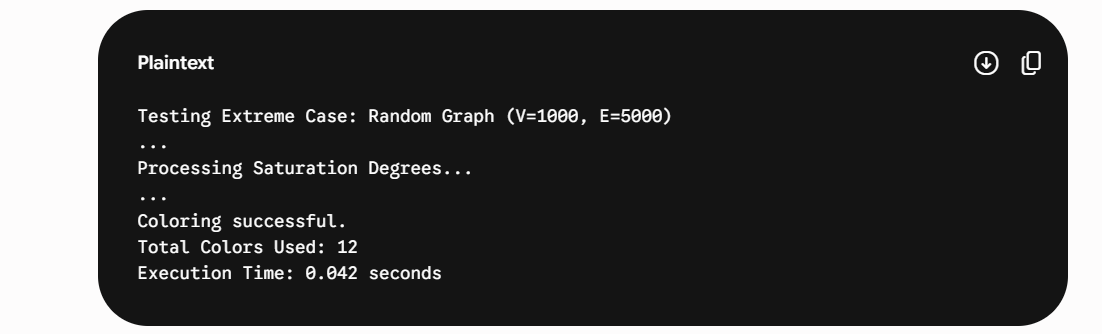 Plaintext
Testing Extreme Case: Random Graph (V=1000, E=5000)
...
Processing Saturation Degrees...
...
Coloring successful.
Total Colors Used: 12
Execution Time: 0.042 seconds